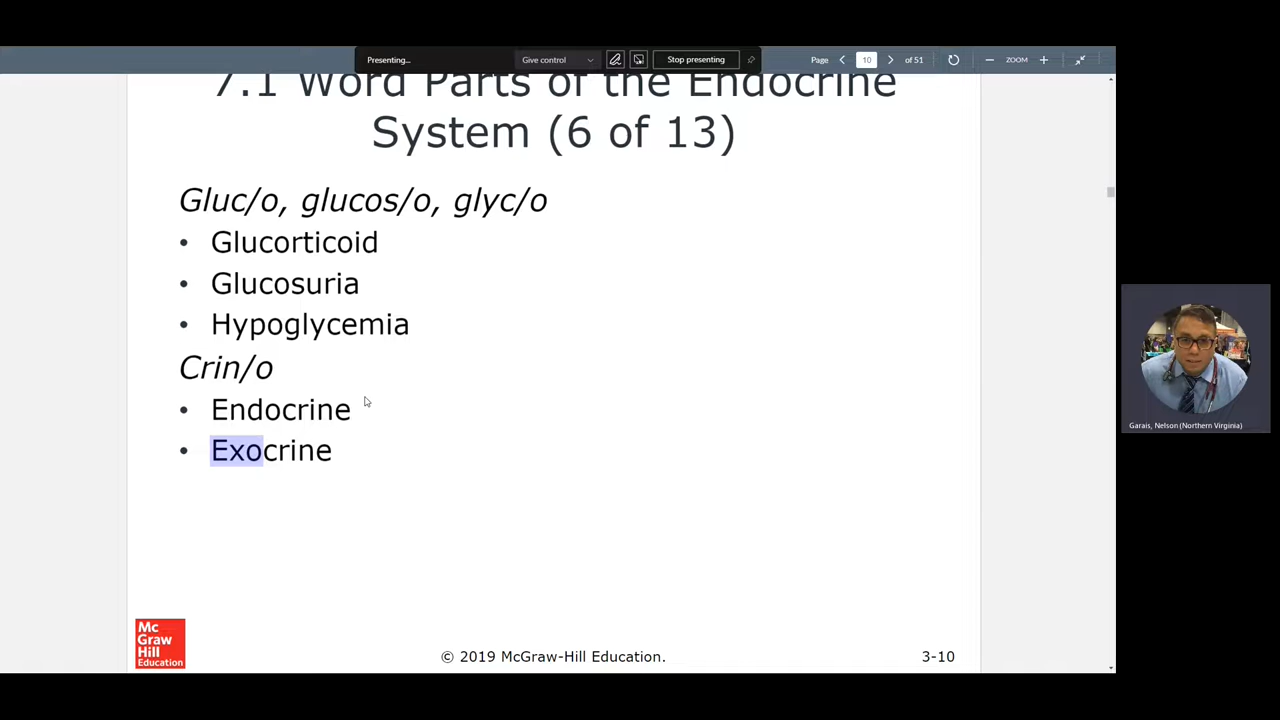 Presenting...
Give control
Stop presenting
Page
10
of 51
ZOOM
7.1 Word Parts of the Endocrine
System (6 of 13)
Gluc/o, glucos/o, glyc/o
• Glucorticoid
• Glucosuria
• Hypoglycemia
Crin/o
• Endocrine
• Exocrine
Garais, Nelson (Northern Virginia)
Mc
Graw
Hill
Education
© 2019 McGraw-Hill Education.
3-10